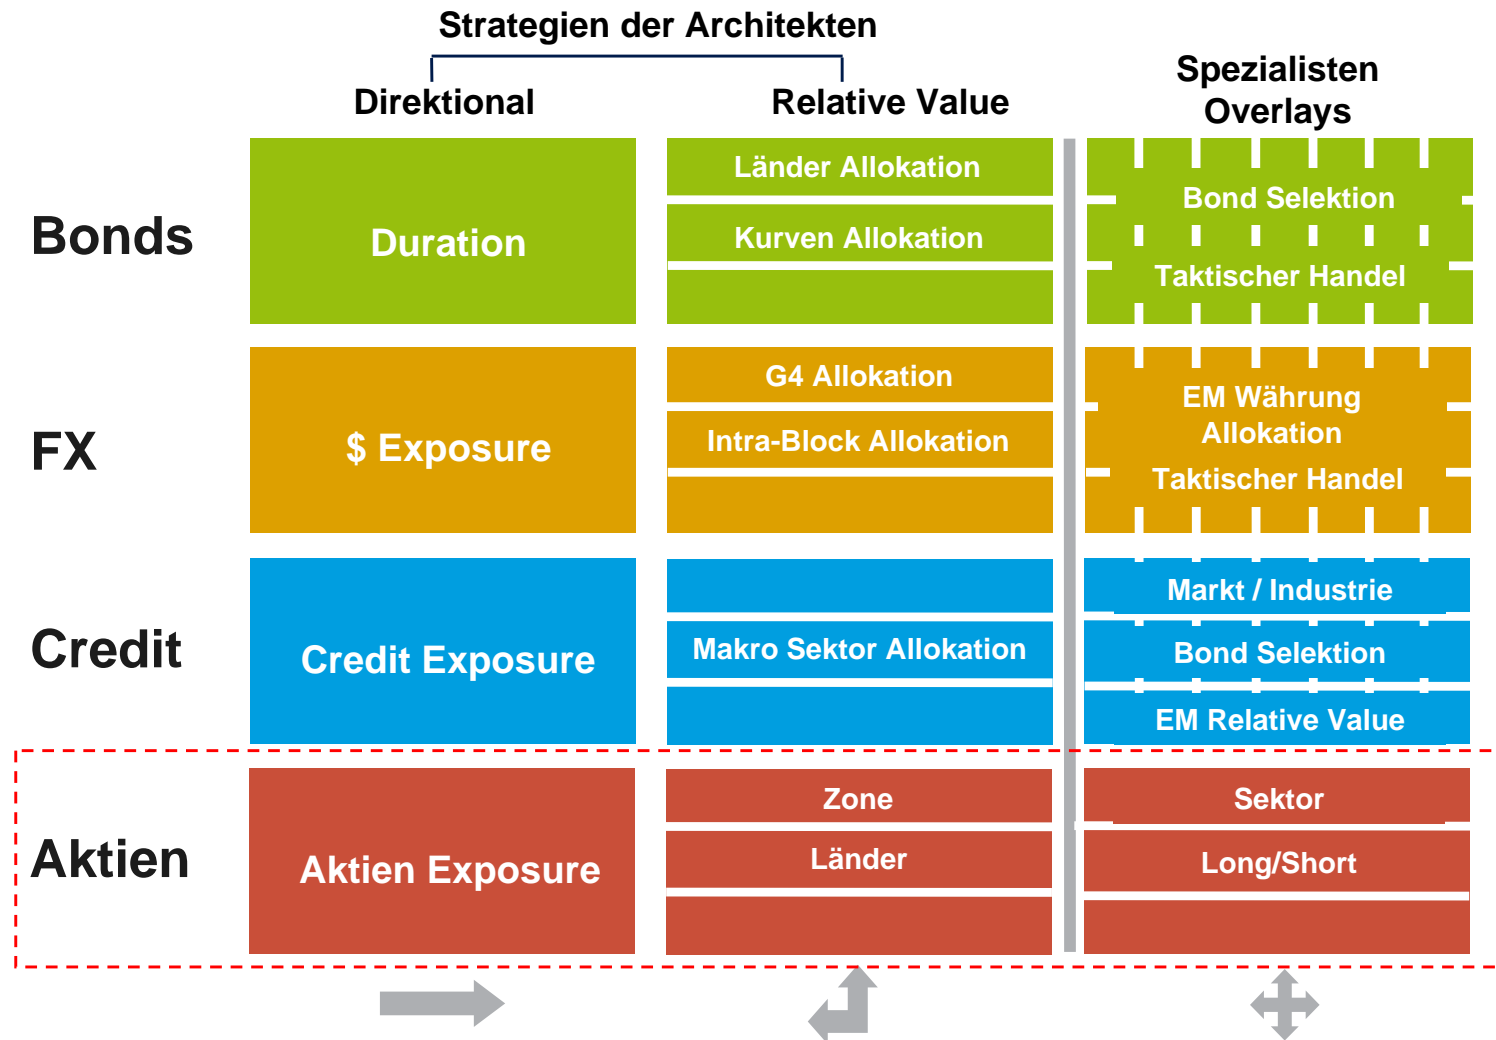 Strategien der Architekten
Direktional
Relative Value
Spezialisten
Overlays
Bonds
Duration
Länder Allokation
Kurven Allokation
Bond Selektion
Taktischer Handel
FX
$ Exposure
G4 Allokation
Intra-Block Allokation
EM Währung
Allokation
Taktischer Handel
Credit
Credit Exposure
Makro Sektor Allokation
Markt / Industrie
Bond Selektion
EM Relative Value
Aktien
Aktien Exposure
Zone
Länder
Sektor
Long/Short